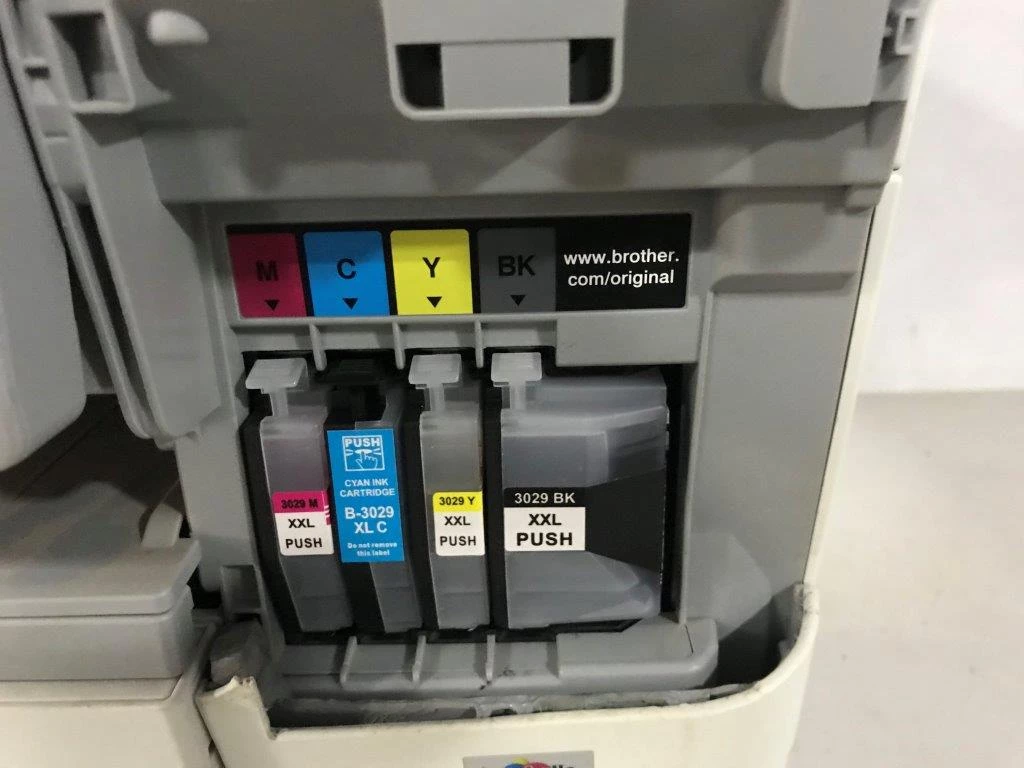 M C Y BK
www.brother.
com/original
3029 M
XXL
PUSH
PUSH
CYAN INK
CARTRIDGE
B-3029
XL C
Do not remove
this label
3029 Y
XXL
PUSH
3029 BK
XXL
PUSH